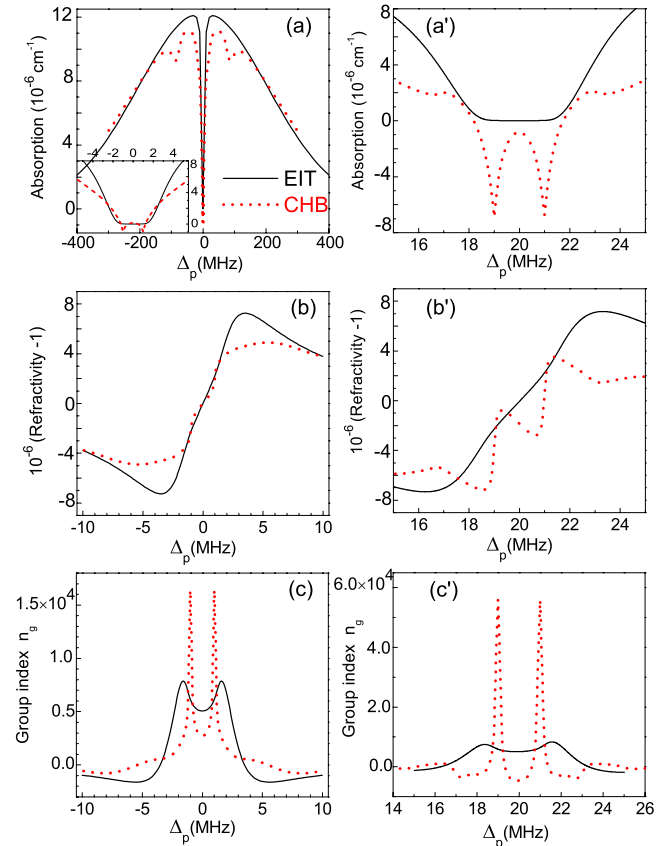 (a)
Absorption (10⁻⁶ cm⁻¹)
12
8
4
0
-4 -2 0 2 4
8
6
4
2
0
EIT
CHB
-400 -200 0 200 400
Δp(MHz)
(a')
Absorption (10⁻⁶ cm⁻¹)
8
4
0
-4
-8
16 18 20 22 24
Δp(MHz)
(b)
10⁻⁶ (Refractivity -1)
8
4
0
-4
-8
-10 -5 0 5 10
Δp(MHz)
(b')
10⁻⁶ (Refractivity -1)
8
4
0
-4
-8
16 18 20 22 24
Δp(MHz)
(c)
Group index ng
1.5×10⁴
1.0
0.5
0.0
-10 -5 0 5 10
Δp(MHz)
(c')
Group index ng
6.0×10⁴
4.0
2.0
0.0
14 16 18 20 22 24 26
Δp(MHz)